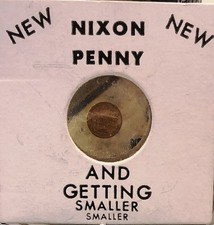 NEW NIXON NEW
PENNY
AND
GETTING
SMALLER
SMALLER